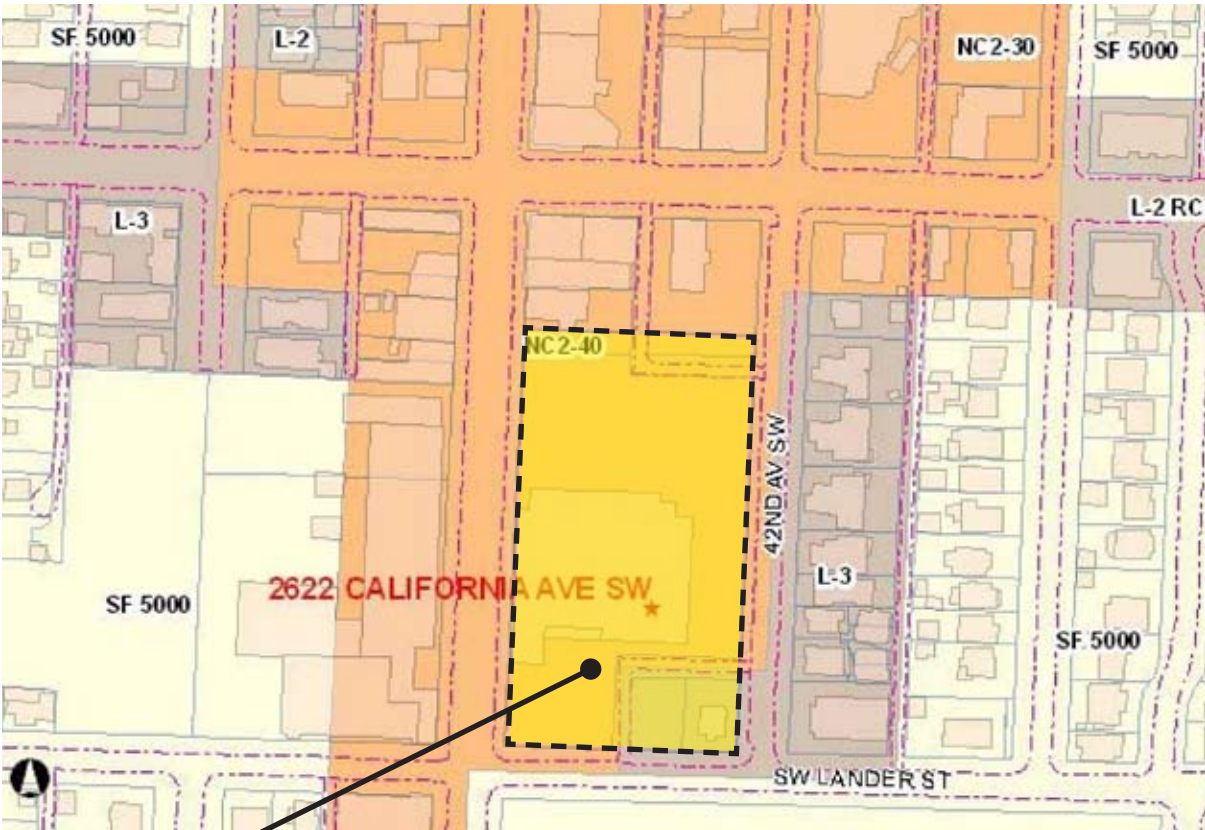 SF 5000
L-2
NC2-30
SF 5000
L-3
L-2 RC
NC2-40
42ND AV SW
2622 CALIFORNIA AVE SW
L-3
SF 5000
SF 5000
SW LANDER ST